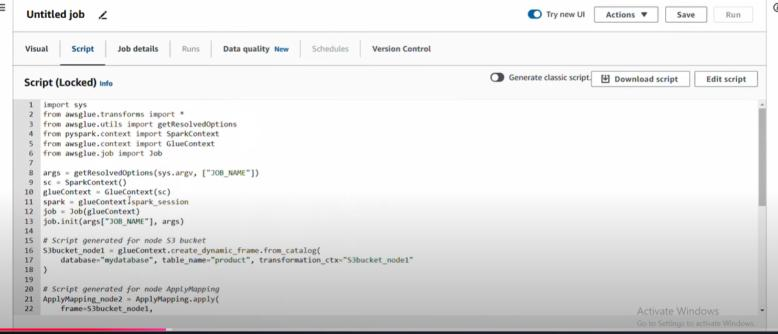 Untitled job
Try new UI
Actions
Save
Run
Visual
Script
Job details
Runs
Data quality New
Schedules
Version Control
Script (Locked) Info
Generate classic script
Download script
Edit script
1 import sys
2 from awsglue.transforms import *
3 from awsglue.utils import getResolvedOptions
4 from pyspark.context import SparkContext
5 from awsglue.context import GlueContext
6 from awsglue.job import Job
7
8 args = getResolvedOptions(sys.argv, ["JOB_NAME"])
9 sc = SparkContext()
10 glueContext = GlueContext(sc)
11 spark = glueContext.spark_session
12 job = Job(glueContext)
13 job.init(args["JOB_NAME"], args)
14
15 # Script generated for node S3 bucket
16 S3bucket_node1 = glueContext.create_dynamic_frame.from_catalog(
17 database="mydatabase", table_name="product", transformation_ctx="S3bucket_node1"
18 )
19
20 # Script generated for node ApplyMapping
21 ApplyMapping_node2 = ApplyMapping.apply(
22 frame=S3bucket_node1,
Activate Windows
Go to Settings to activate Windows.